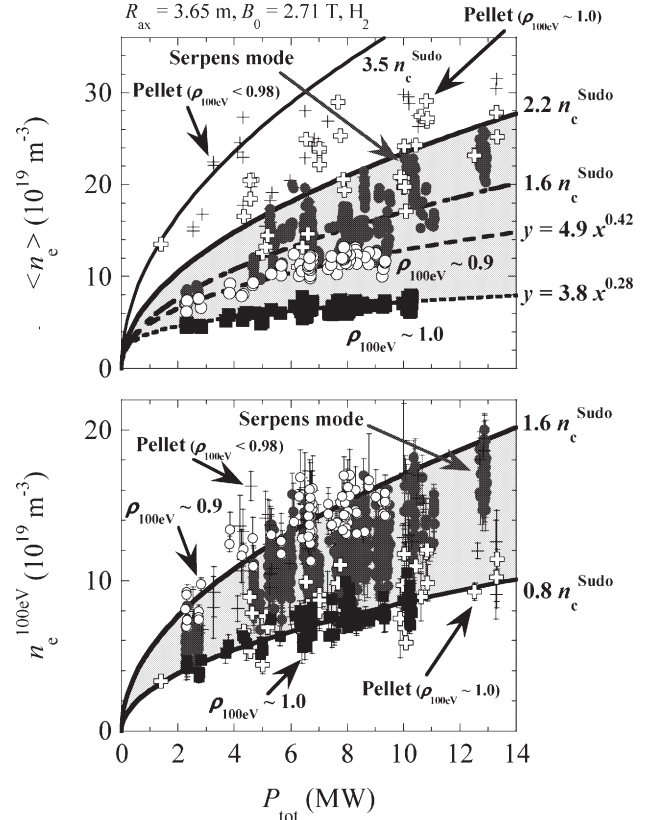 R_ax = 3.65 m, B_0 = 2.71 T, H_2
Pellet (ρ_100eV ~ 1.0)
Serpens mode
3.5 n_c^Sudo
Pellet (ρ_100eV < 0.98)
2.2 n_c^Sudo
1.6 n_c^Sudo
y = 4.9 x^0.42
ρ_100eV ~ 0.9
y = 3.8 x^0.28
ρ_100eV ~ 1.0
<n_e> (10^19 m^-3)
30
20
10
0
Serpens mode
1.6 n_c^Sudo
Pellet (ρ_100eV < 0.98)
ρ_100eV ~ 0.9
0.8 n_c^Sudo
Pellet (ρ_100eV ~ 1.0)
ρ_100eV ~ 1.0
n_e^100eV (10^19 m^-3)
20
10
0
0 2 4 6 8 10 12 14
P_tot (MW)